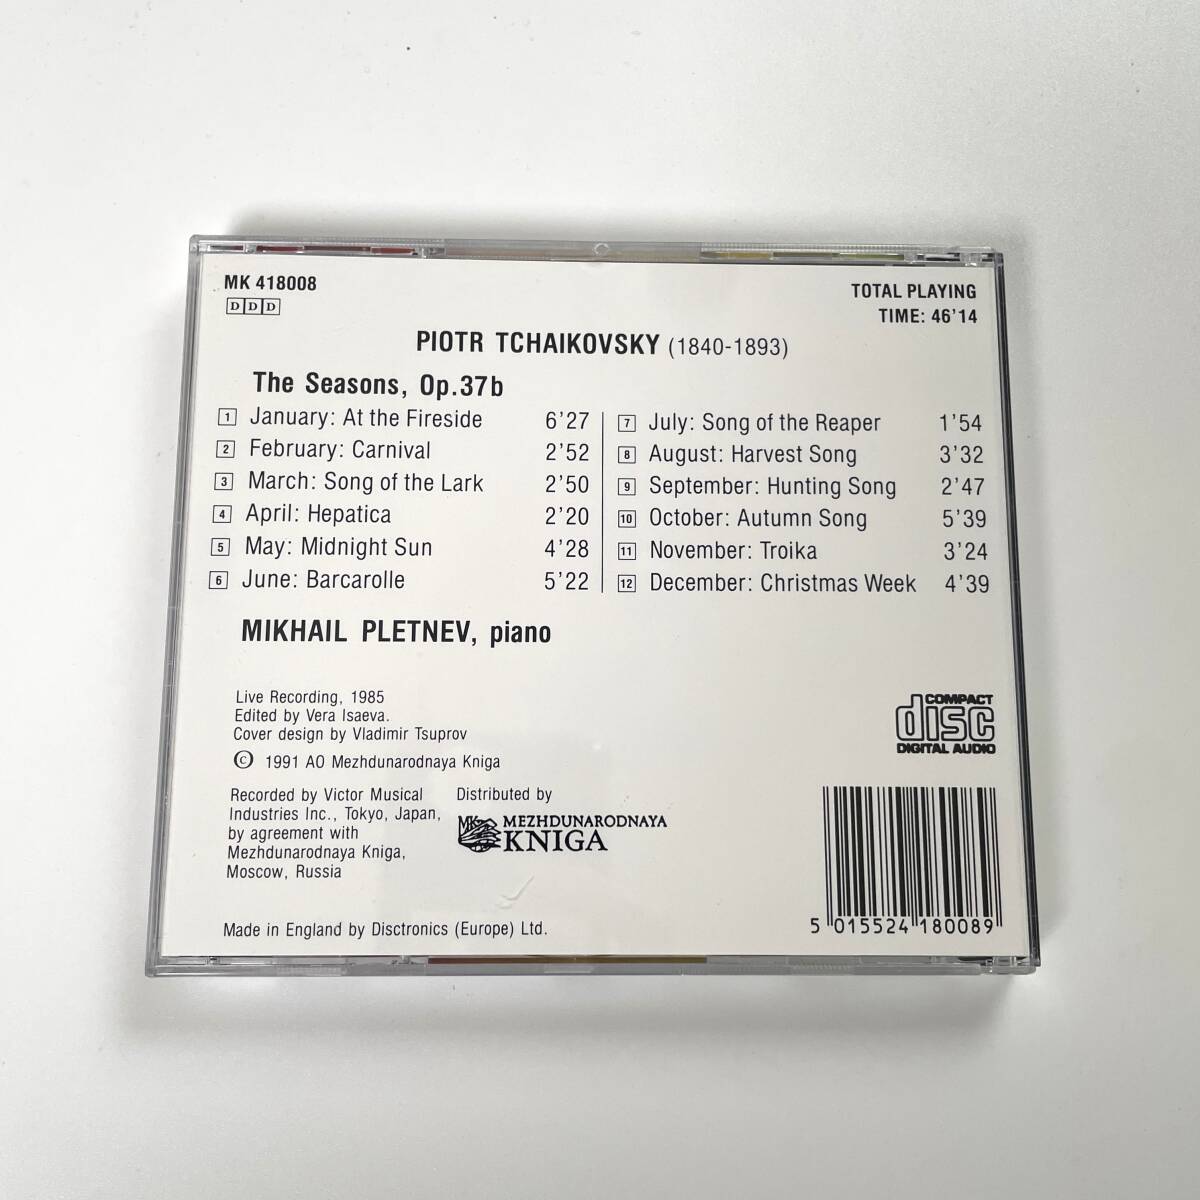 MK 418008
DDD
TOTAL PLAYING
TIME: 46'14
PIOTR TCHAIKOVSKY (1840-1893)
The Seasons, Op.37b
1 January: At the Fireside 6'27
2 February: Carnival 2'52
3 March: Song of the Lark 2'50
4 April: Hepatica 2'20
5 May: Midnight Sun 4'28
6 June: Barcarolle 5'22
7 July: Song of the Reaper 1'54
8 August: Harvest Song 3'32
9 September: Hunting Song 2'47
10 October: Autumn Song 5'39
11 November: Troika 3'24
12 December: Christmas Week 4'39
MIKHAIL PLETNEV, piano
Live Recording, 1985
Edited by Vera Isaeva.
Cover design by Vladimir Tsuprov
© 1991 AO Mezhdunarodnaya Kniga
Recorded by Victor Musical
Industries Inc., Tokyo, Japan,
by agreement with
Mezhdunarodnaya Kniga,
Moscow, Russia
Distributed by
MK MEZHDUNARODNAYA
KNIGA
COMPACT
disc
DIGITAL AUDIO
Made in England by Disctronics (Europe) Ltd.
5 015524 180089